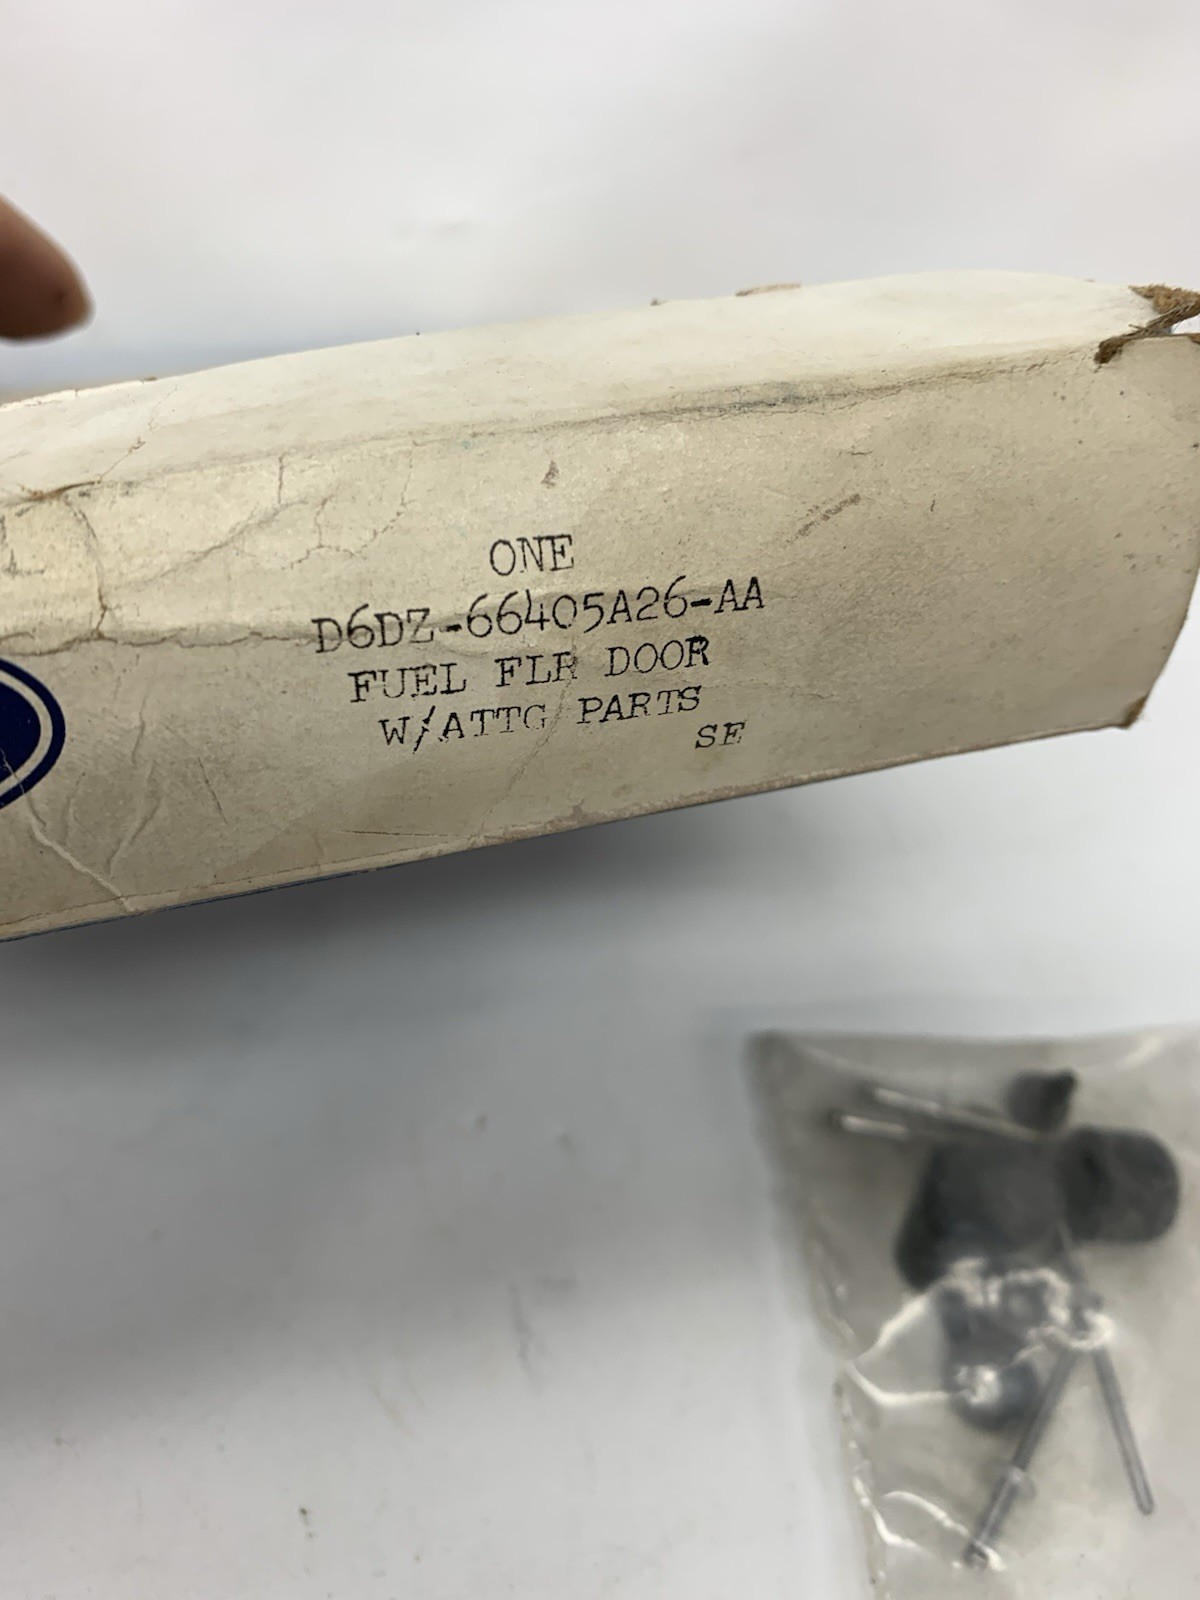 ONE
D6DZ-66405A26-AA
FUEL FLR DOOR
W/ATTG PARTS
SE